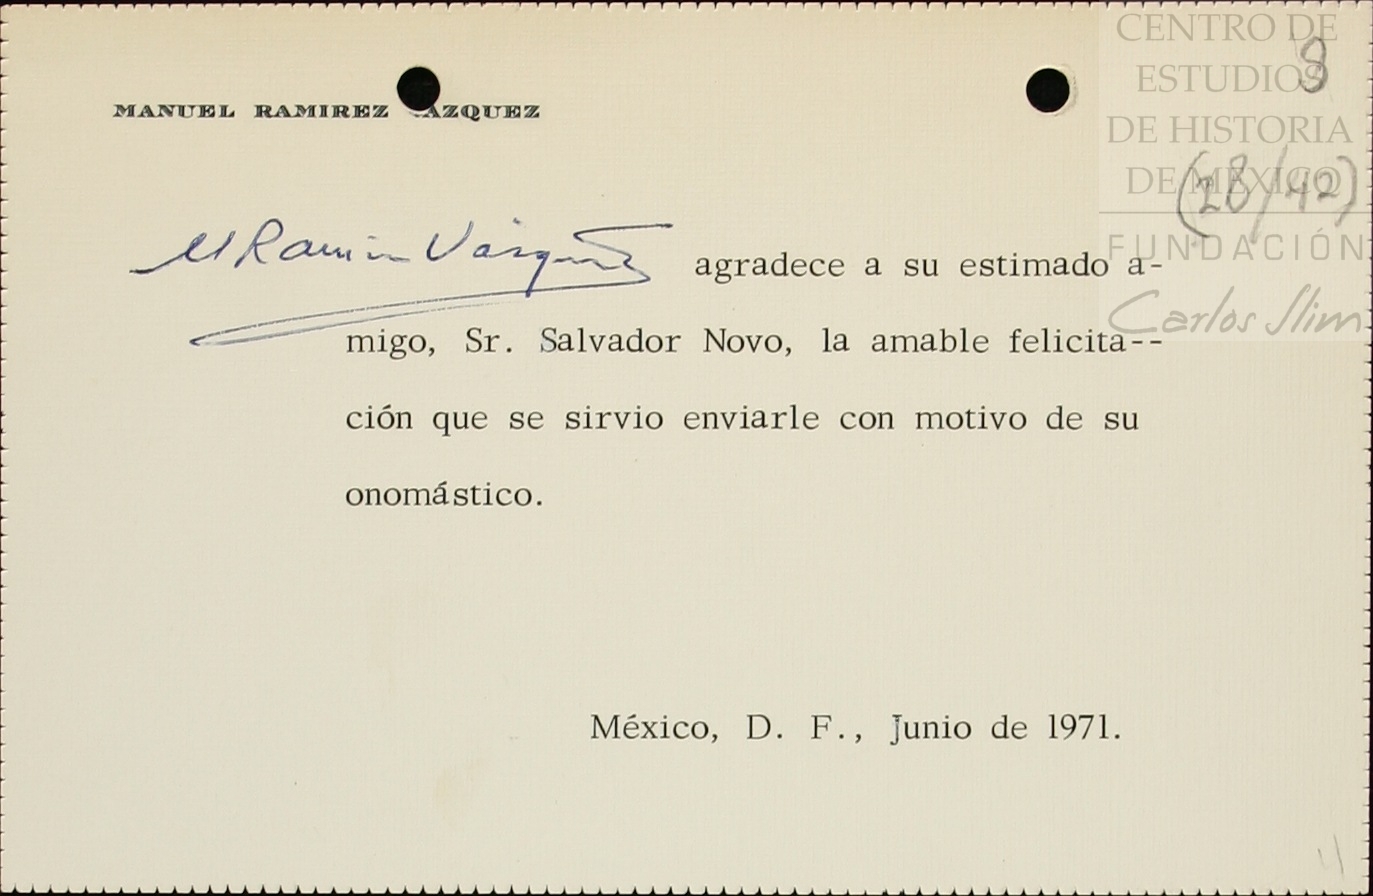 CENTRO DE
ESTUDIOS
DE HISTORIA
DE MÉXICO
FUNDACIÓN
Carlos Slim
8
(28/42)
MANUEL RAMIREZ AZQUEZ
M Ramírez Vázquez agradece a su estimado a-
migo, Sr. Salvador Novo, la amable felicita--
ción que se sirvio enviarle con motivo de su
onomástico.
México, D. F., Junio de 1971.